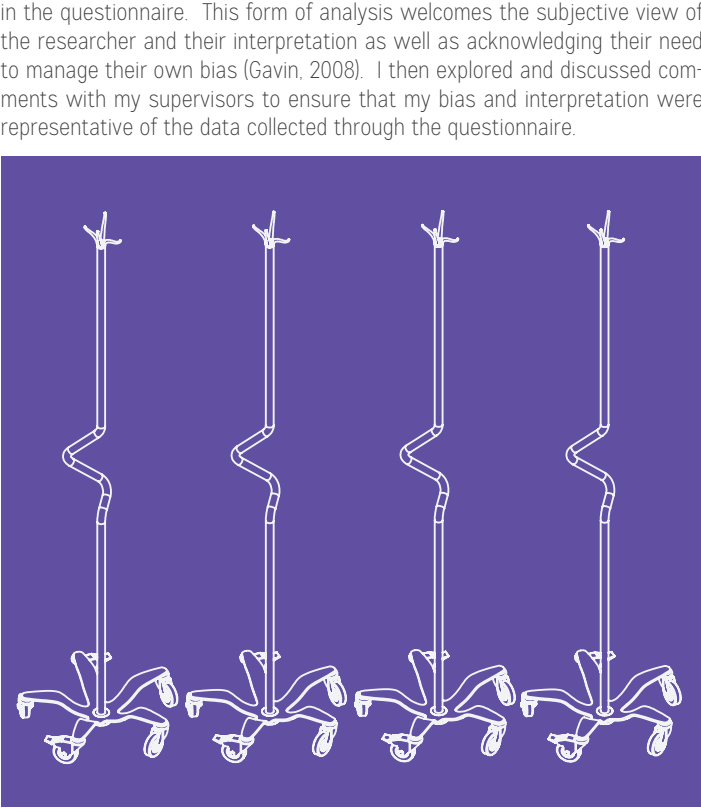 in the questionnaire. This form of analysis welcomes the subjective view of
the researcher and their interpretation as well as acknowledging their need
to manage their own bias (Gavin, 2008). I then explored and discussed com-
ments with my supervisors to ensure that my bias and interpretation were
representative of the data collected through the questionnaire.